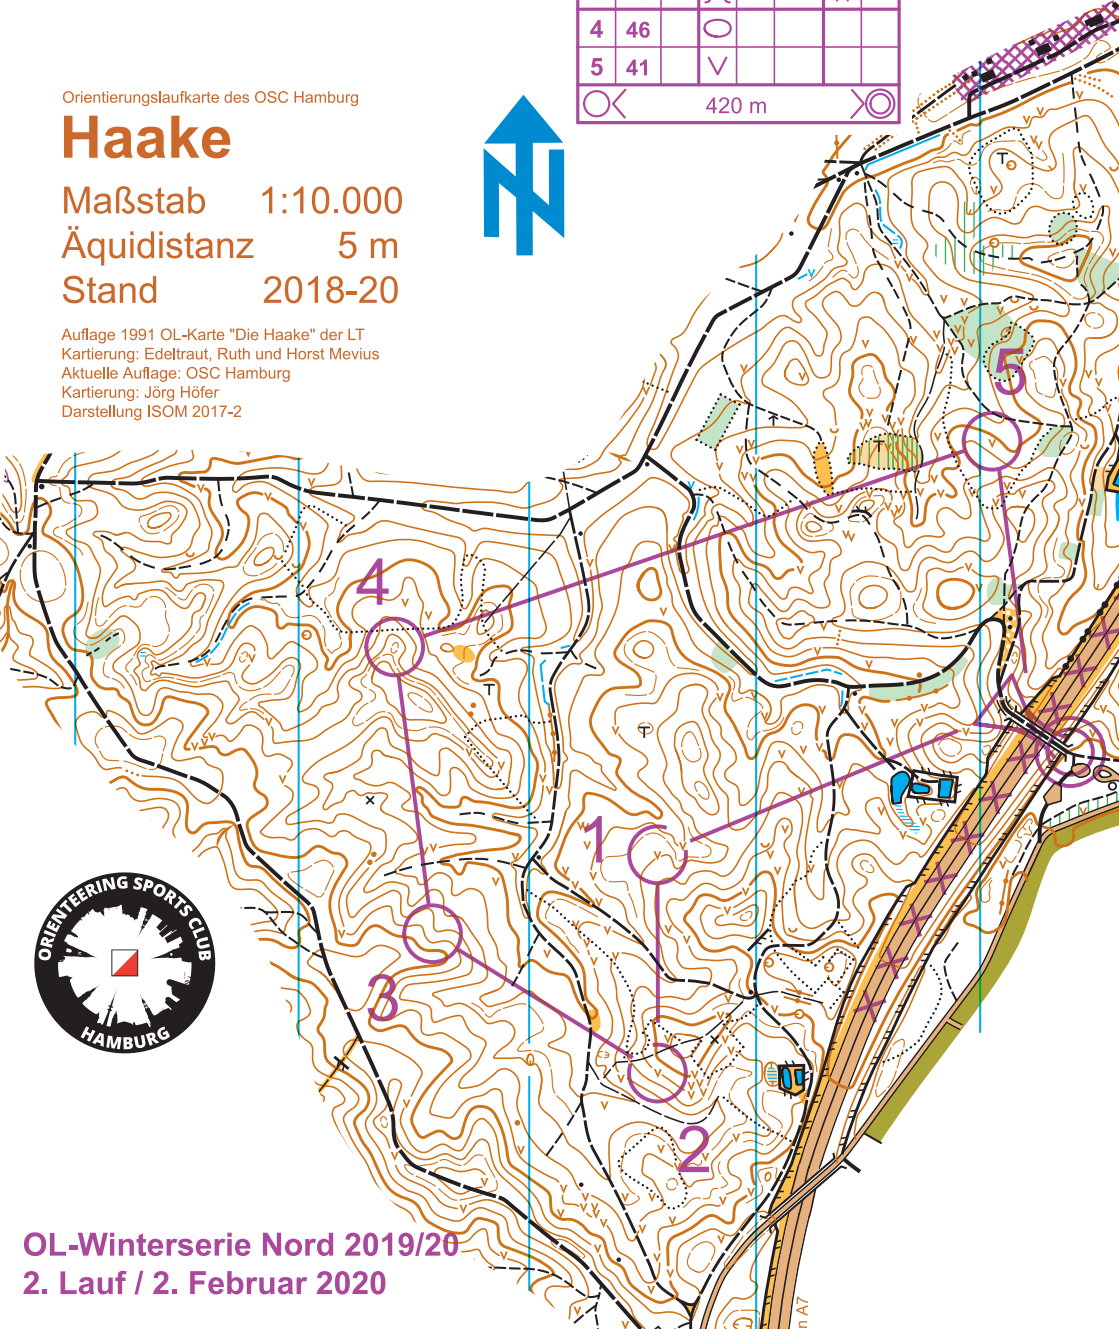 4 46
5 41
420 m
Orientierungslaufkarte des OSC Hamburg
Haake
Maßstab 1:10.000
Äquidistanz 5 m
Stand 2018-20
Auflage 1991 OL-Karte "Die Haake" der LT
Kartierung: Edeltraut, Ruth und Horst Mevius
Aktuelle Auflage: OSC Hamburg
Kartierung: Jörg Höfer
Darstellung ISOM 2017-2
N
5
4
1
3
2
ORIENTEERING SPORTS CLUB
HAMBURG
OL-Winterserie Nord 2019/20
2. Lauf / 2. Februar 2020
n A7